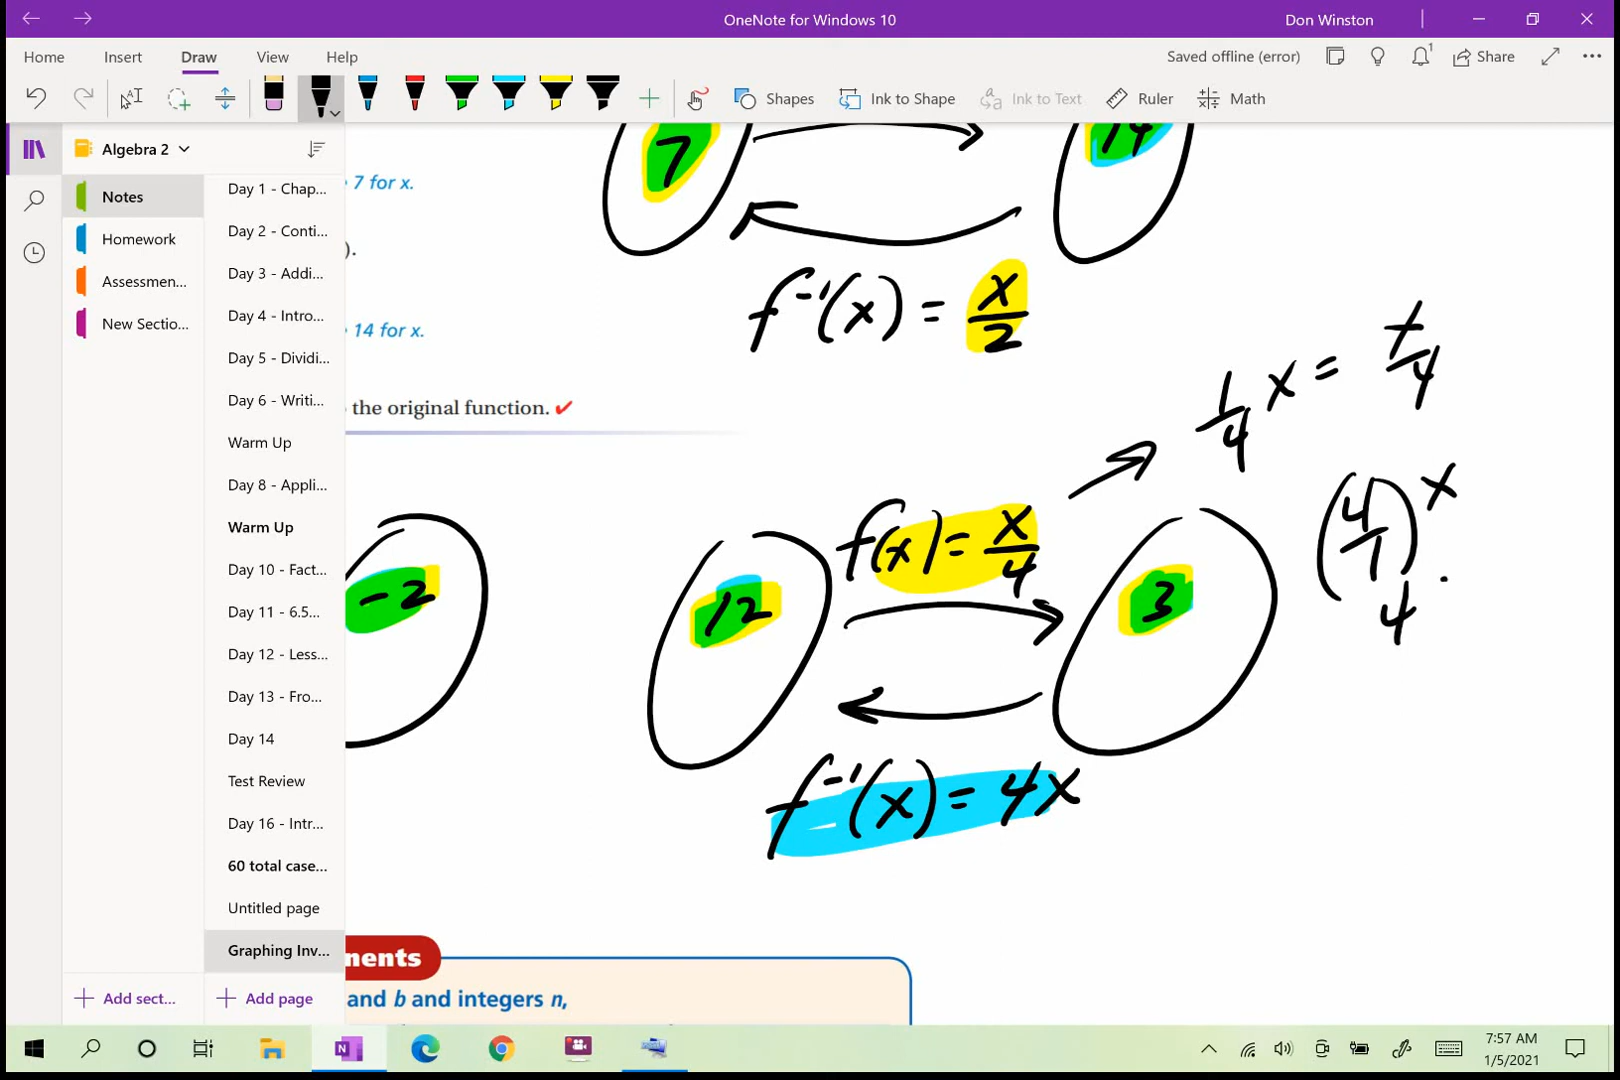 OneNote for Windows 10
Don Winston
Home Insert Draw View Help
Saved offline (error)
1
Share
Shapes
Ink to Shape
Ink to Text
Ruler
Math
Algebra 2
Notes
Homework
Assessmen...
New Sectio...
Day 1 - Chap...
Day 2 - Conti...
Day 3 - Addi...
Day 4 - Intro...
Day 5 - Dividi...
Day 6 - Writi...
Warm Up
Day 8 - Appli...
Warm Up
Day 10 - Fact...
Day 11 - 6.5...
Day 12 - Less...
Day 13 - Fro...
Day 14
Test Review
Day 16 - Intr...
60 total case...
Untitled page
Graphing Inv...
Add sect...
Add page
7 for x.
).
14 for x.
the original function. ✓
7
14
f⁻¹(x) = x/2
1/4 x =
f(x) = x/4
(4/1)x
4
-2
12
3
f⁻¹(x) = 4x
nents
and b and integers n,
7:57 AM
1/5/2021